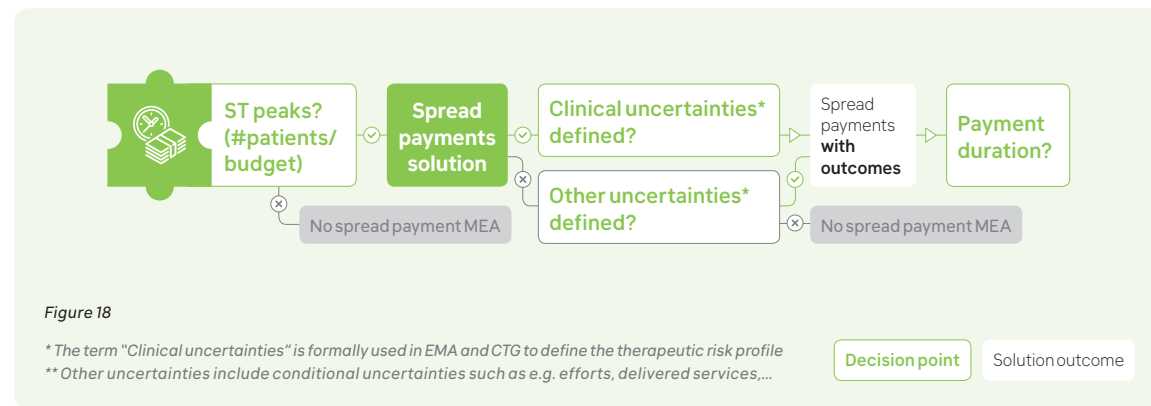 ST peaks?
(#patients/
budget)
Spread
payments
solution
Clinical uncertainties*
defined?
Spread
payments
with
outcomes
Payment
duration?
Other uncertainties*
defined?
No spread payment MEA
No spread payment MEA
Figure 18
* The term "Clinical uncertainties" is formally used in EMA and CTG to define the therapeutic risk profile
** Other uncertainties include conditional uncertainties such as e.g. efforts, delivered services,...
Decision point
Solution outcome